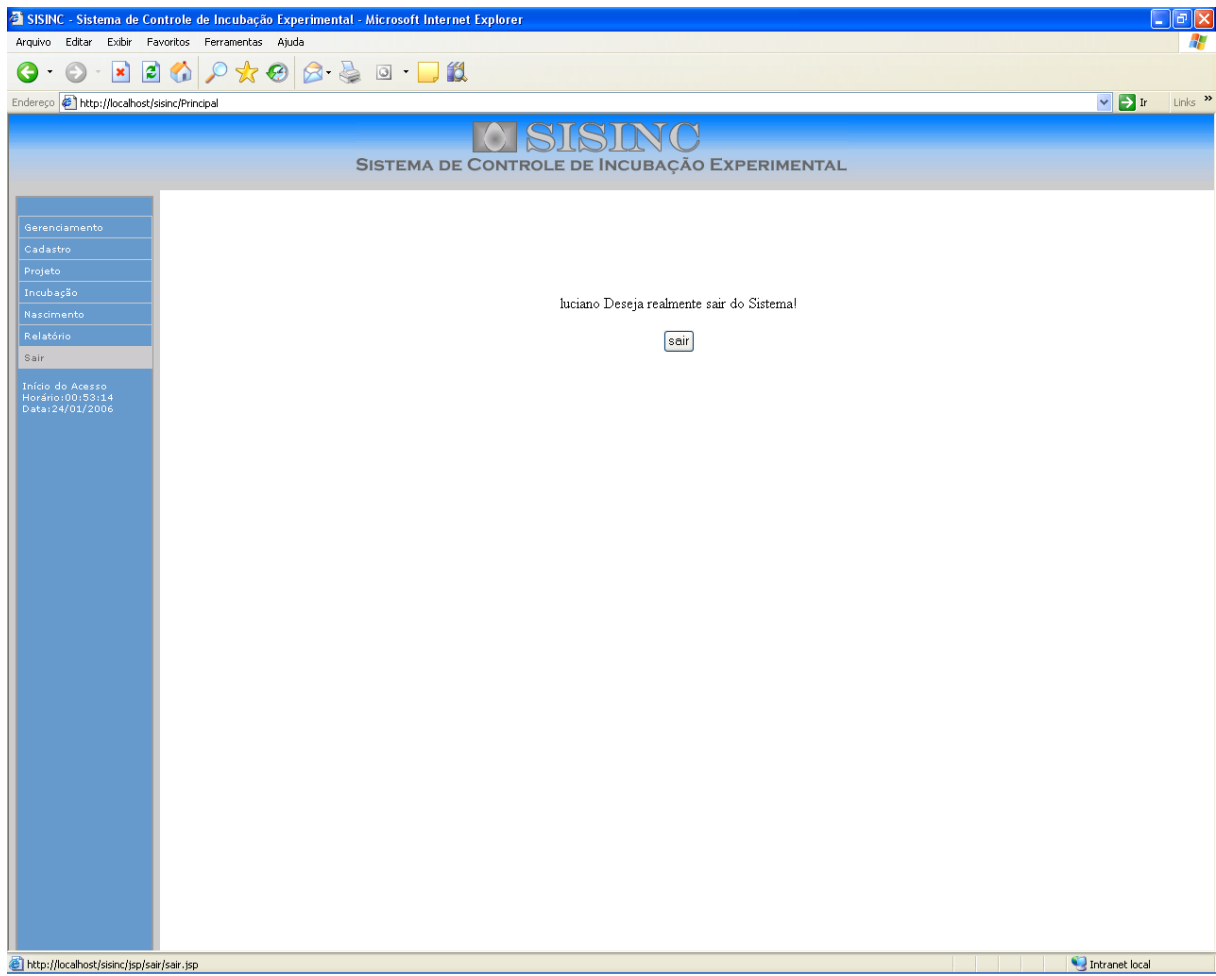 SISINC - Sistema de Controle de Incubação Experimental - Microsoft Internet Explorer
Arquivo Editar Exibir Favoritos Ferramentas Ajuda
Endereço http://localhost/sisinc/Principal Ir Links »
SISINC
SISTEMA DE CONTROLE DE INCUBAÇÃO EXPERIMENTAL
Gerenciamento
Cadastro
Projeto
Incubação
Nascimento
Relatório
Sair
Início do Acesso
Horário:00:53:14
Data:24/01/2006
luciano Deseja realmente sair do Sistema!
sair
http://localhost/sisinc/jsp/sair/sair.jsp Intranet local